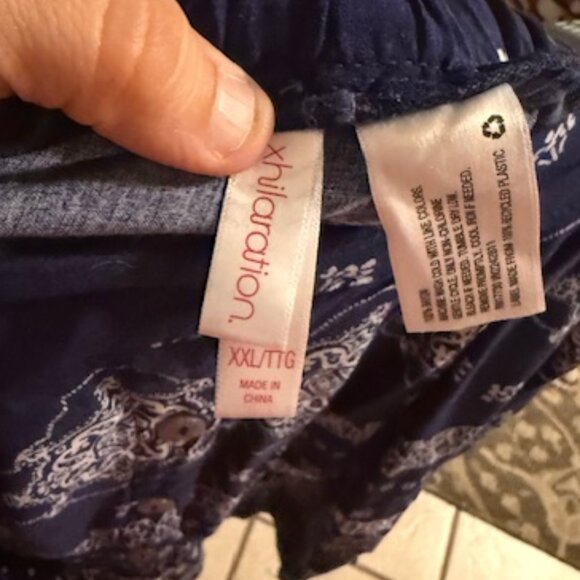 xhilaration.
XXL/TTG
MADE IN
CHINA
100% RAYON
MACHINE WASH COLD WITH LIKE COLORS.
GENTLE CYCLE ONLY NON-CHLORINE
BLEACH IF NEEDED. TUMBLE DRY LOW.
REMOVE PROMPTLY. COOL IRON IF NEEDED.
LABEL MADE FROM 100% RECYCLED PLASTIC